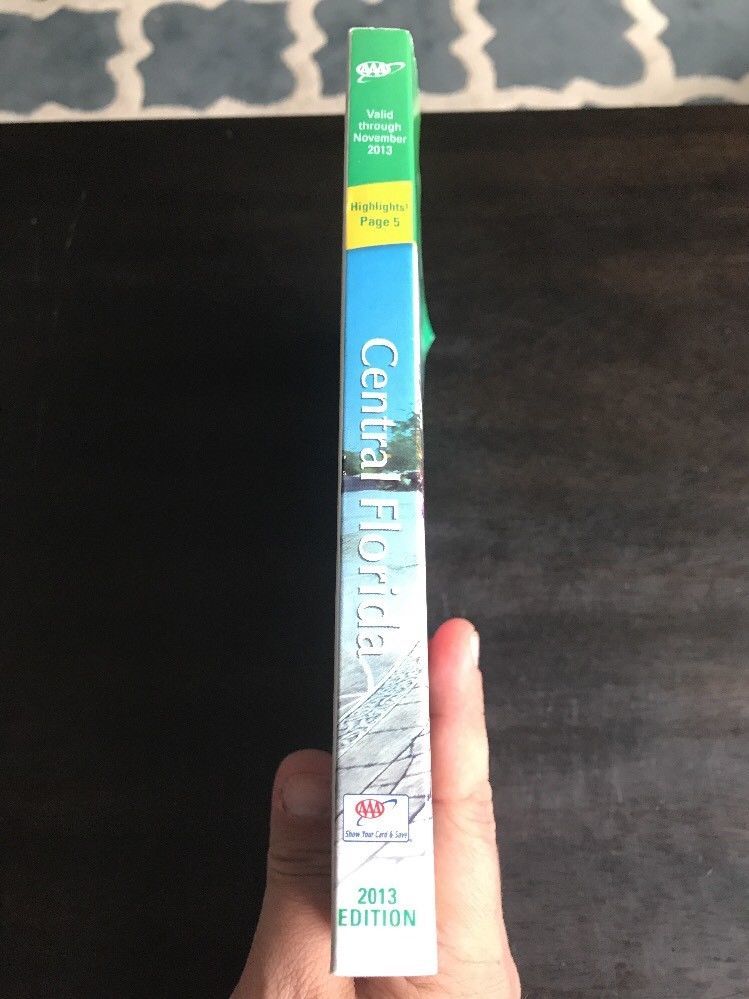 AAA
Valid
through
November
2013
Highlights!
Page 5
Central Florida
AAA
Show Your Card & Save
2013
EDITION